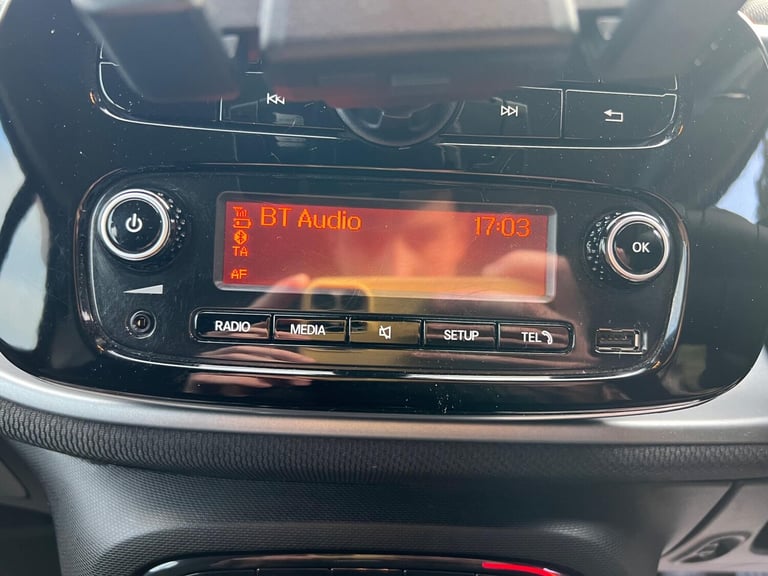 BT Audio 17:03
TA
AF
OK
RADIO MEDIA SETUP TEL